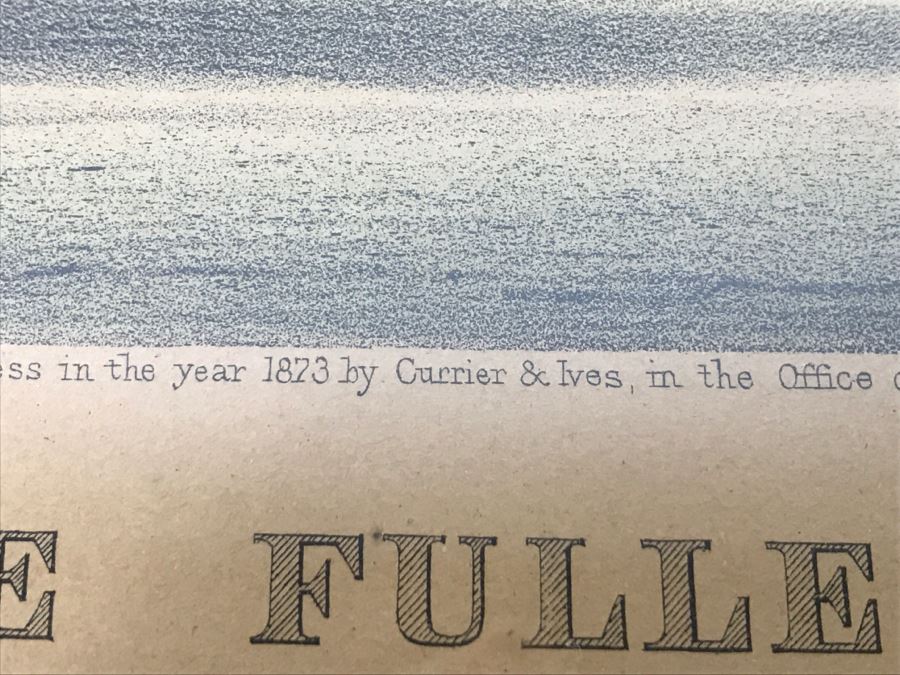 ess in the year 1873 by Currier & Ives, in the Office
E FULLE